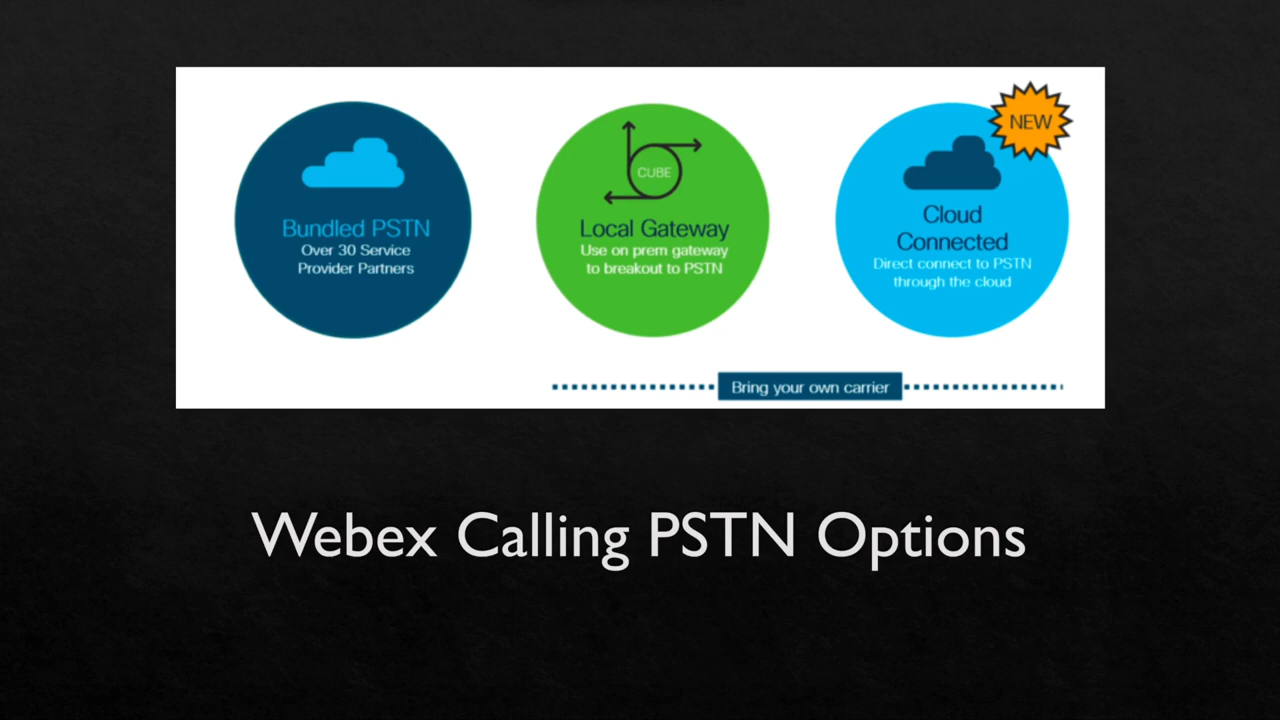 Bundled PSTN
Over 30 Service
Provider Partners
CUBE
Local Gateway
Use on prem gateway
to breakout to PSTN
NEW
Cloud
Connected
Direct connect to PSTN
through the cloud
Bring your own carrier
Webex Calling PSTN Options